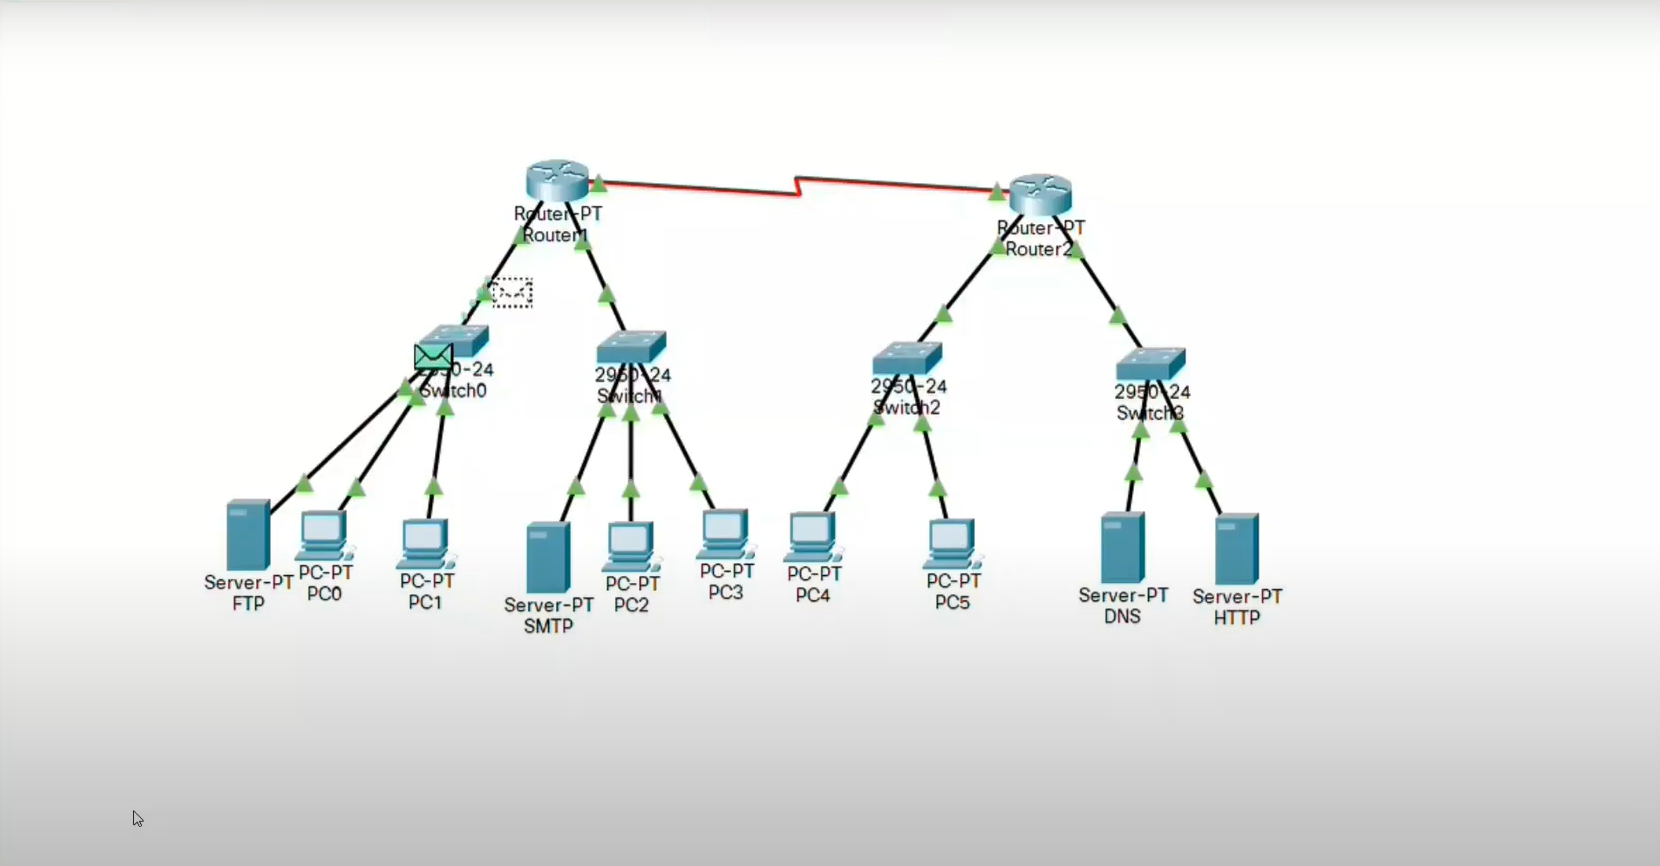 Router-PT
Router1
Router-PT
Router2
2950-24
Switch0
2950-24
Switch1
2950-24
Switch2
2950-24
Switch3
Server-PT
FTP
PC-PT
PC0
PC-PT
PC1
Server-PT
SMTP
PC-PT
PC2
PC-PT
PC3
PC-PT
PC4
PC-PT
PC5
Server-PT
DNS
Server-PT
HTTP